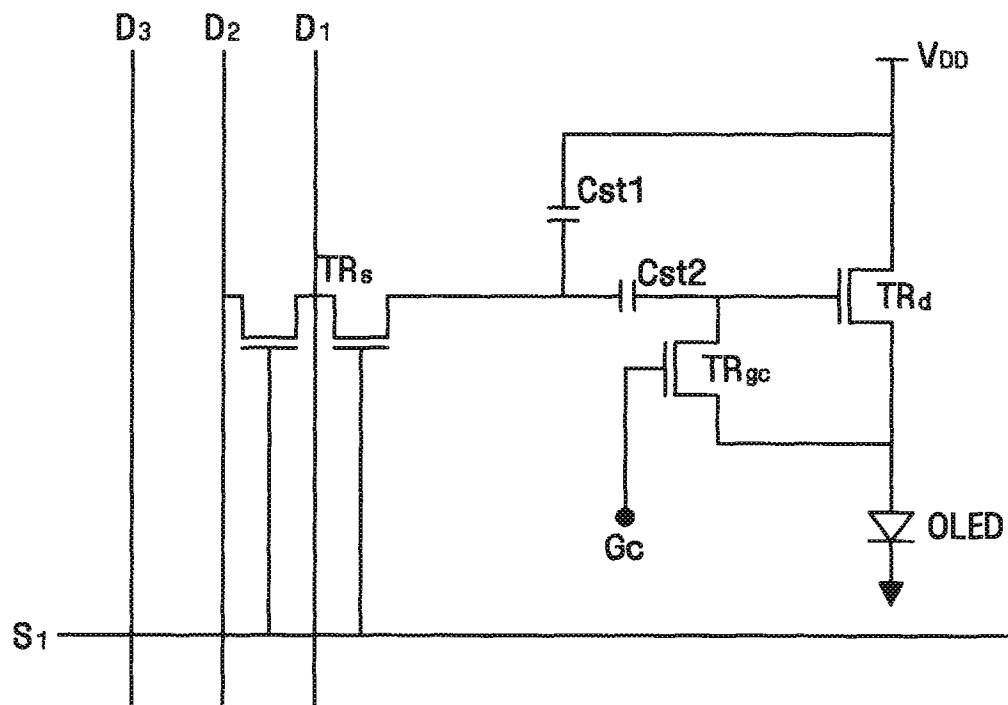 D3
D2
D1
VDD
Cst1
TRs
Cst2
TRd
TRgc
Gc
OLED
S1